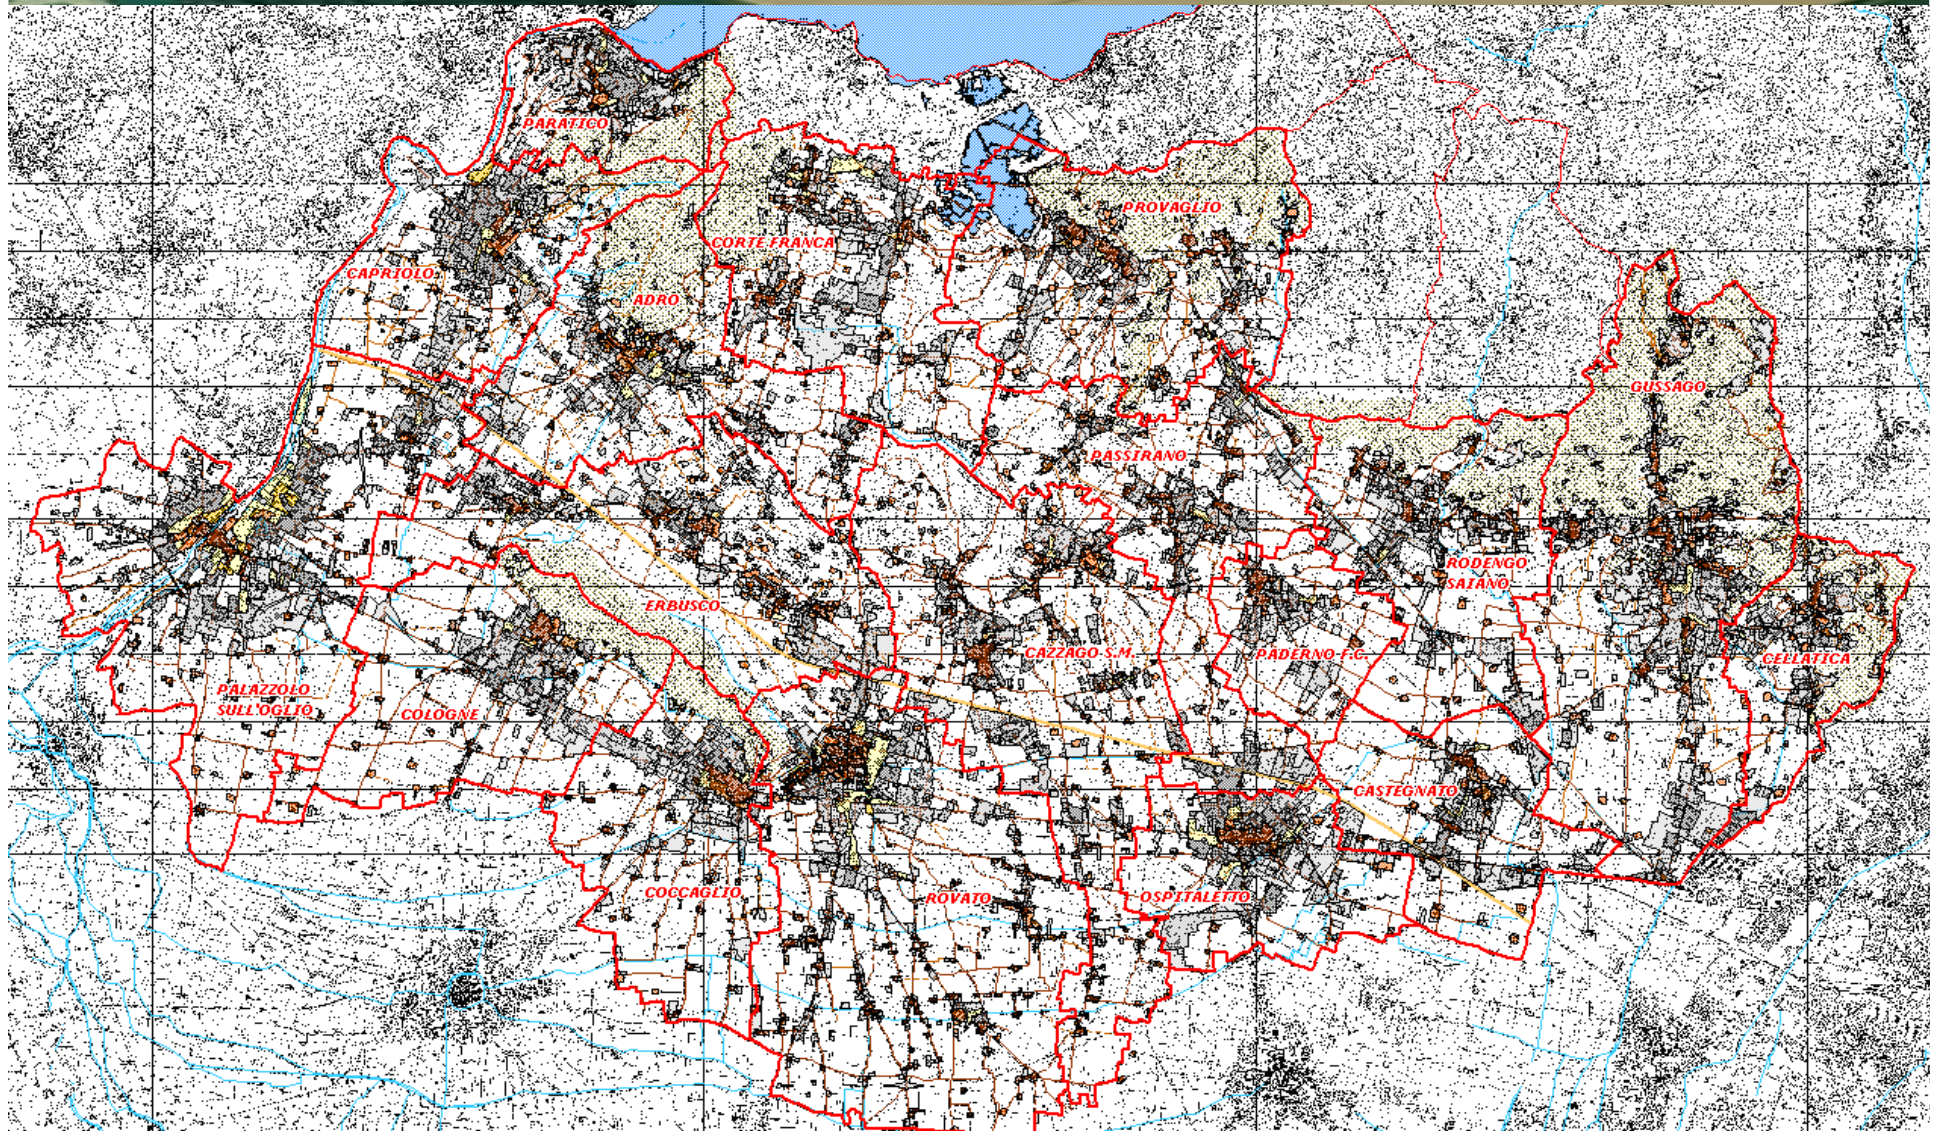 PARATICO
PROVAGLIO
CORTE FRANCA
CAPRIOLO
ADRO
GUSSAGO
PASSIRANO
RODENGO
SAIANO
ERBUSCO
CAZZAGO S.M.
PADERNO F.C.
CELLATICA
PALAZZOLO
SULL'OGLIO
COLOGNE
CASTEGNATO
COCCAGLIO
ROVATO
OSPITALETTO